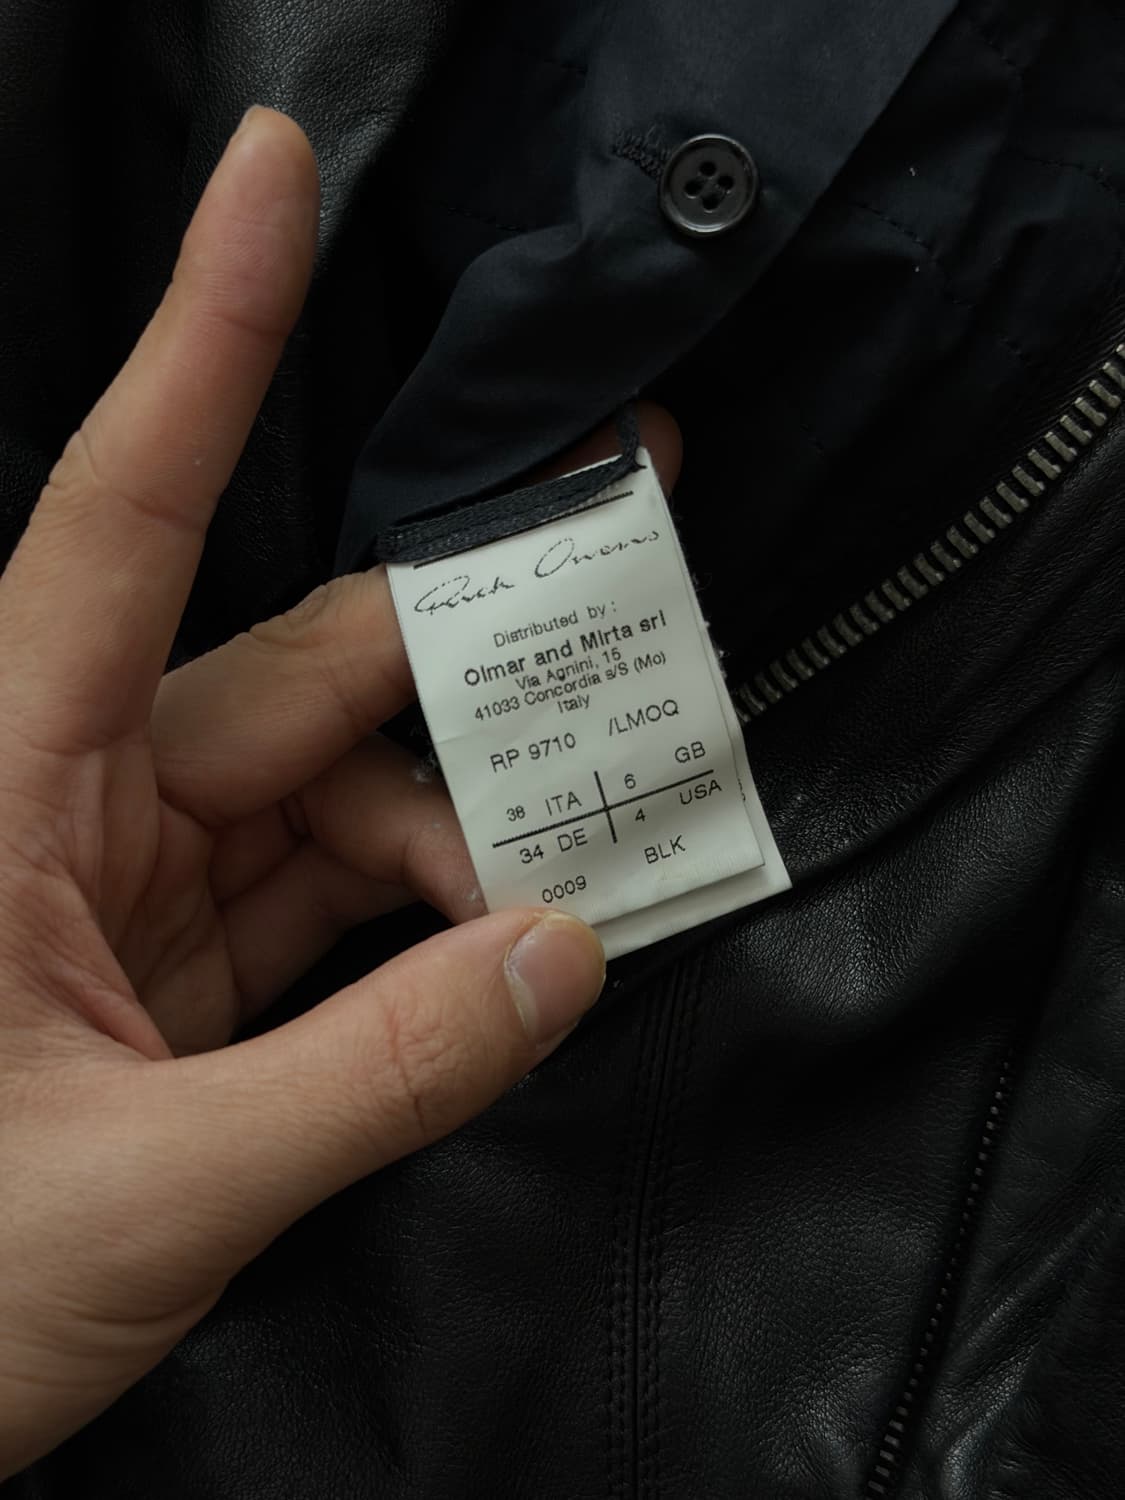 Rick Owens
Distributed by :
Olmar and Mirta srl
Via Agnini, 15
41033 Concordia s/S (Mo)
Italy
RP 9710 /LMOQ
38 ITA 6 GB
34 DE 4 USA
0009 BLK